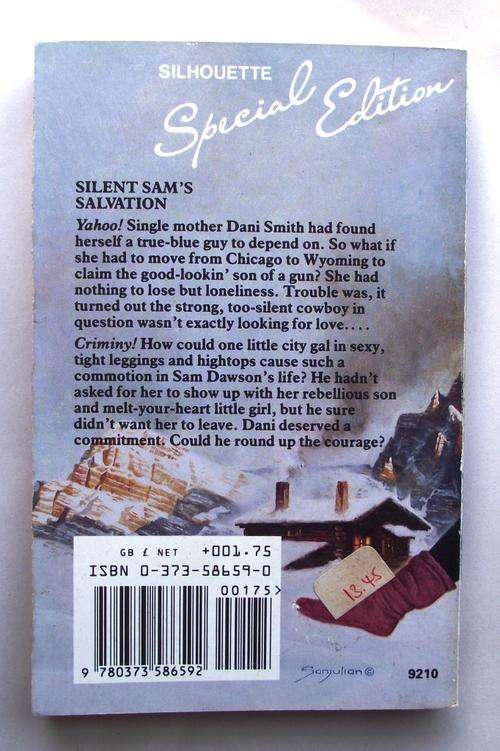 SILHOUETTE
Special Edition
SILENT SAM'S
SALVATION
Yahoo! Single mother Dani Smith had found
herself a true-blue guy to depend on. So what if
she had to move from Chicago to Wyoming to
claim the good-lookin' son of a gun? She had
nothing to lose but loneliness. Trouble was, it
turned out the strong, too-silent cowboy in
question wasn't exactly looking for love....
Criminy! How could one little city gal in sexy,
tight leggings and hightops cause such a
commotion in Sam Dawson's life? He hadn't
asked for her to show up with her rebellious son
and melt-your-heart little girl, but he sure
didn't want her to leave. Dani deserved a
commitment. Could he round up the courage?
GB £ NET +001.75
ISBN 0-373-58659-0
00175>
9 780373 586592
13.45
Sanjulian ©
9210